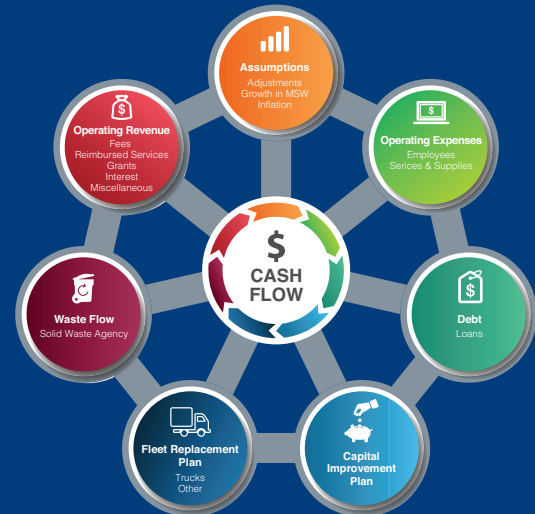 Assumptions
Adjustments
Growth in MSW
Inflation
$
Operating Revenue
Fees
Reimbursed Services
Grants
Interest
Miscellaneous
$
Operating Expenses
Employees
Serices & Supplies
$
CASH
FLOW
Waste Flow
Solid Waste Agency
$
Debt
Loans
Fleet Replacement
Plan
Trucks
Other
Capital
Improvement
Plan